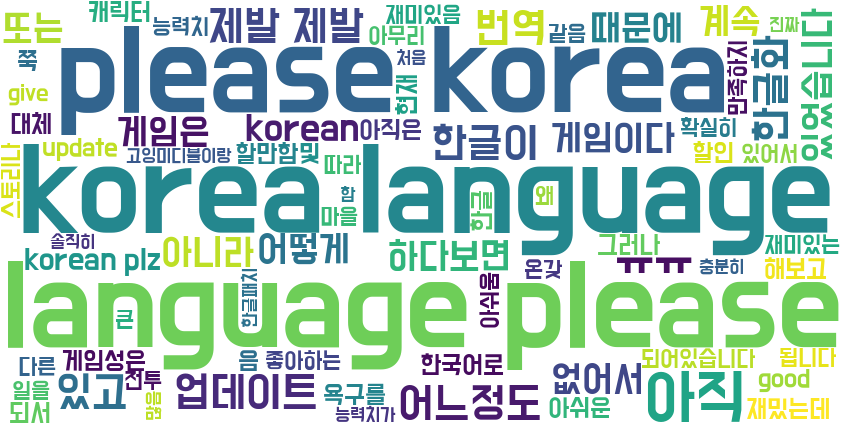 캐릭터
재미있음
또는
능력치
제발 제발
아무리
번역
같음
때문에
계속
진짜
쭉
처음
please korea
현재
만족하지
한글화
있었습니다
give
대체
게임은
korean
아직은
한글이
게임이다
확실히
update
고잉미디블이랑
할만함및
따라
할인
있어서
스토리나
korea language
함
마을
한글
왜
솔직히
korean plz
아니라
어떻게
하다보면
그러나
재미있는
온갖
ㅠㅠ
충분히
해보고
한글패치
아쉬움
큰
language please
다른
게임성은
음
좋아하는
한국어로
되어있습니다
됩니다
전투
일을
되서
있고
많음
업데이트
욕구를
능력치가
어느정도
없어서
아쉬운
아직
good
재밌는데